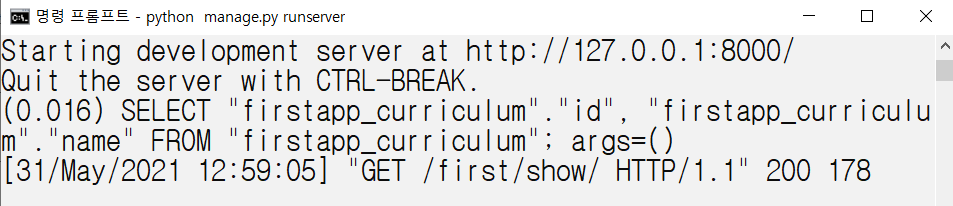 명령 프롬프트 - python  manage.py runserver
Starting development server at http://127.0.0.1:8000/
Quit the server with CTRL-BREAK.
(0.016) SELECT "firstapp_curriculum"."id", "firstapp_curriculu
m"."name" FROM "firstapp_curriculum"; args=()
[31/May/2021 12:59:05] "GET /first/show/ HTTP/1.1" 200 178